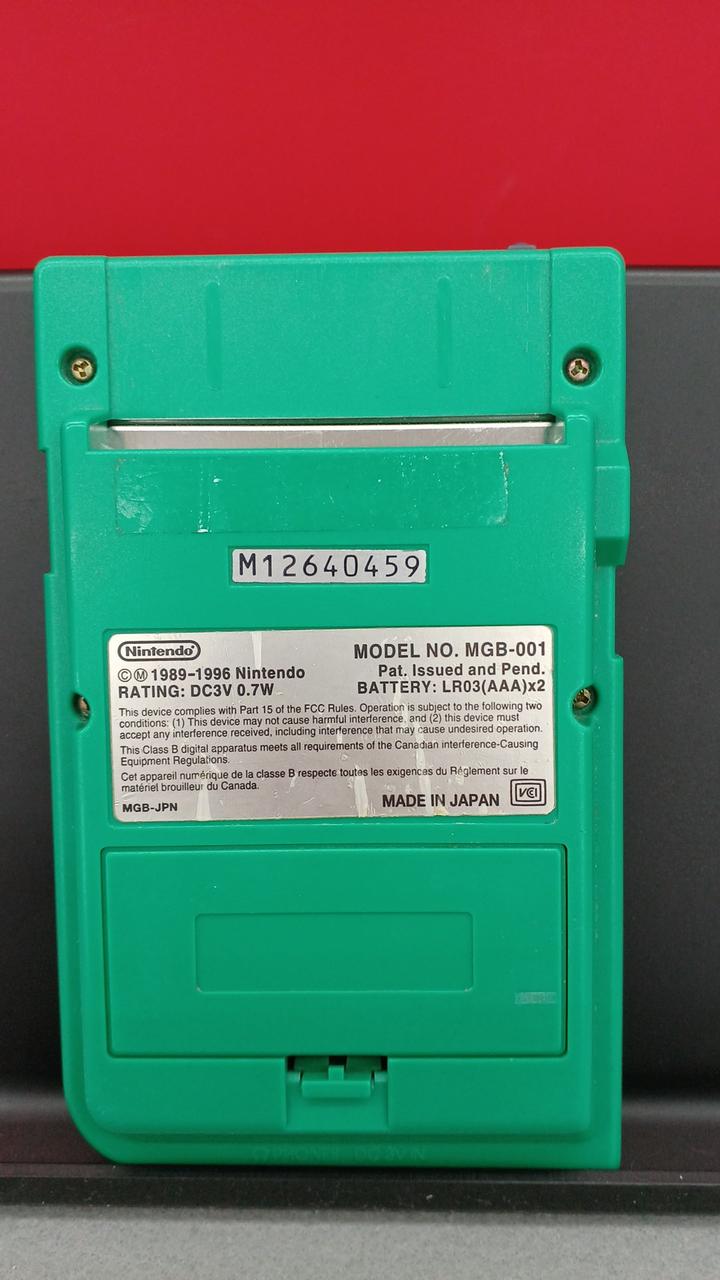 M12640459
Nintendo
MODEL NO. MGB-001
©Ⓜ 1989-1996 Nintendo
Pat. Issued and Pend.
RATING: DC3V 0.7W
BATTERY: LR03(AAA)x2
This device complies with Part 15 of the FCC Rules. Operation is subject to the following two
conditions: (1) This device may not cause harmful interference, and (2) this device must
accept any interference received, including interference that may cause undesired operation.
This Class B digital apparatus meets all requirements of the Canadian interference-Causing
Equipment Regulations.
Cet appareil numérique de la classe B respecte toutes les exigences du Réglement sur le
matériel brouilleur du Canada.
MGB-JPN
MADE IN JAPAN
VCI
PHONES DC 3V IN